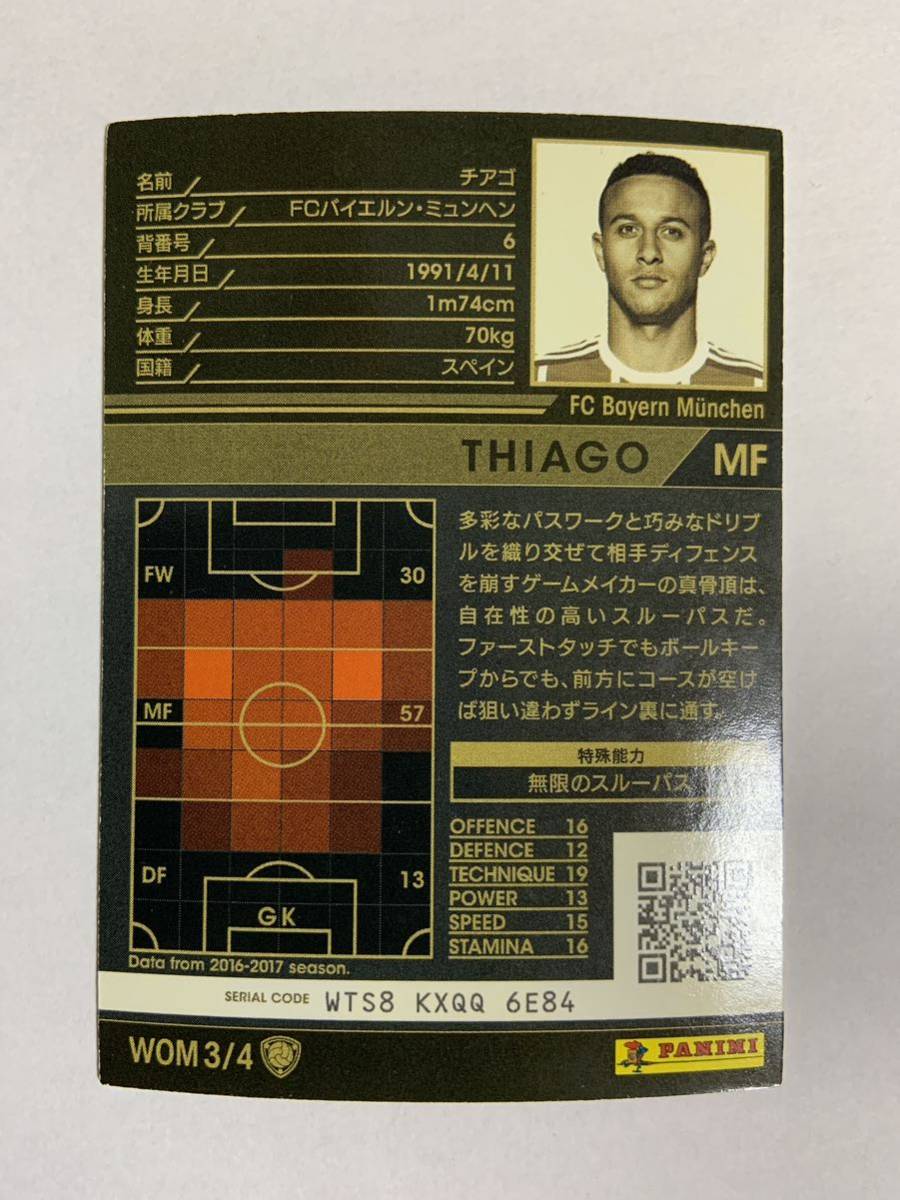 名前 チアゴ
所属クラブ FCバイエルン・ミュンヘン
背番号 6
生年月日 1991/4/11
身長 1m74cm
体重 70kg
国籍 スペイン
FC Bayern München
THIAGO MF
FW 30
MF 57
DF 13
GK
Data from 2016-2017 season.
多彩なパスワークと巧みなドリブ
ルを織り交ぜて相手ディフェンス
を崩すゲームメイカーの真骨頂は、
自在性の高いスルーパスだ。
ファーストタッチでもボールキー
プからでも、前方にコースが空け
ば狙い違わずライン裏に通す。
特殊能力
無限のスルーパス
OFFENCE 16
DEFENCE 12
TECHNIQUE 19
POWER 13
SPEED 15
STAMINA 16
SERIAL CODE WTS8 KXQQ 6E84
WOM 3/4
PANINI